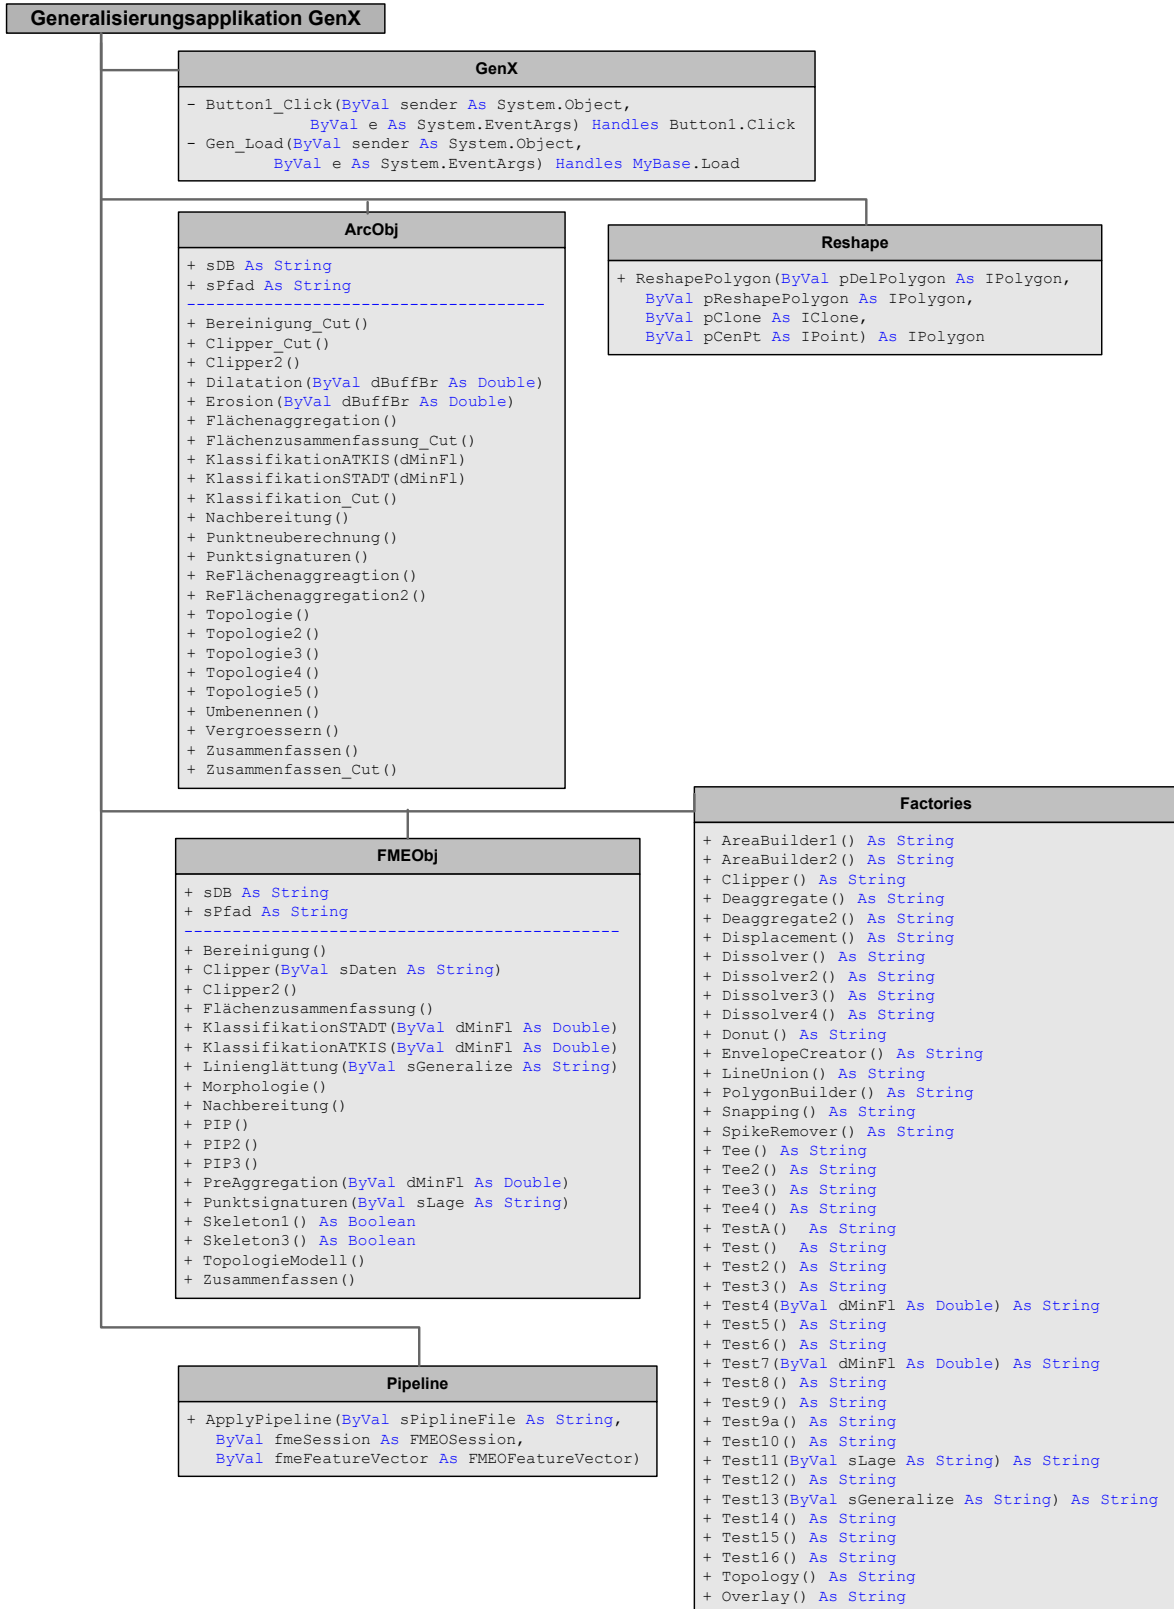 Generalisierungsapplikation GenX
GenX
- Button1_Click(ByVal sender As System.Object,
ByVal e As System.EventArgs) Handles Button1.Click
- Gen_Load(ByVal sender As System.Object,
ByVal e As System.EventArgs) Handles MyBase.Load
ArcObj
+ sDB As String
+ sPfad As String
---------------------------------------
+ Bereinigung_Cut()
+ Clipper_Cut()
+ Clipper2()
+ Dilatation(ByVal dBuffBr As Double)
+ Erosion(ByVal dBuffBr As Double)
+ Flächenaggregation()
+ Flächenzusammenfassung_Cut()
+ KlassifikationATKIS(dMinFl)
+ KlassifikationSTADT(dMinFl)
+ Klassifikation_Cut()
+ Nachbereitung()
+ Punktneuberechnung()
+ Punktsignaturen()
+ ReFlächenaggreagtion()
+ ReFlächenaggregation2()
+ Topologie()
+ Topologie2()
+ Topologie3()
+ Topologie4()
+ Topologie5()
+ Umbenennen()
+ Vergroessern()
+ Zusammenfassen()
+ Zusammenfassen_Cut()
Reshape
+ ReshapePolygon(ByVal pDelPolygon As IPolygon,
ByVal pReshapePolygon As IPolygon,
ByVal pClone As IClone,
ByVal pCenPt As IPoint) As IPolygon
FMEObj
+ sDB As String
+ sPfad As String
-----------------------------------------------
+ Bereinigung()
+ Clipper(ByVal sDaten As String)
+ Clipper2()
+ Flächenzusammenfassung()
+ KlassifikationSTADT(ByVal dMinFl As Double)
+ KlassifikationATKIS(ByVal dMinFl As Double)
+ Linienglättung(ByVal sGeneralize As String)
+ Morphologie()
+ Nachbereitung()
+ PIP()
+ PIP2()
+ PIP3()
+ PreAggregation(ByVal dMinFl As Double)
+ Punktsignaturen(ByVal sLage As String)
+ Skeleton1() As Boolean
+ Skeleton3() As Boolean
+ TopologieModell()
+ Zusammenfassen()
Factories
+ AreaBuilder1() As String
+ AreaBuilder2() As String
+ Clipper() As String
+ Deaggregate() As String
+ Deaggregate2() As String
+ Displacement() As String
+ Dissolver() As String
+ Dissolver2() As String
+ Dissolver3() As String
+ Dissolver4() As String
+ Donut() As String
+ EnvelopeCreator() As String
+ LineUnion() As String
+ PolygonBuilder() As String
+ Snapping() As String
+ SpikeRemover() As String
+ Tee() As String
+ Tee2() As String
+ Tee3() As String
+ Tee4() As String
+ TestA() As String
+ Test() As String
+ Test2() As String
+ Test3() As String
+ Test4(ByVal dMinFl As Double) As String
+ Test5() As String
+ Test6() As String
+ Test7(ByVal dMinFl As Double) As String
+ Test8() As String
+ Test9() As String
+ Test9a() As String
+ Test10() As String
+ Test11(ByVal sLage As String) As String
+ Test12() As String
+ Test13(ByVal sGeneralize As String) As String
+ Test14() As String
+ Test15() As String
+ Test16() As String
+ Topology() As String
+ Overlay() As String
Pipeline
+ ApplyPipeline(ByVal sPiplineFile As String,
ByVal fmeSession As FMEOSession,
ByVal fmeFeatureVector As FMEOFeatureVector)